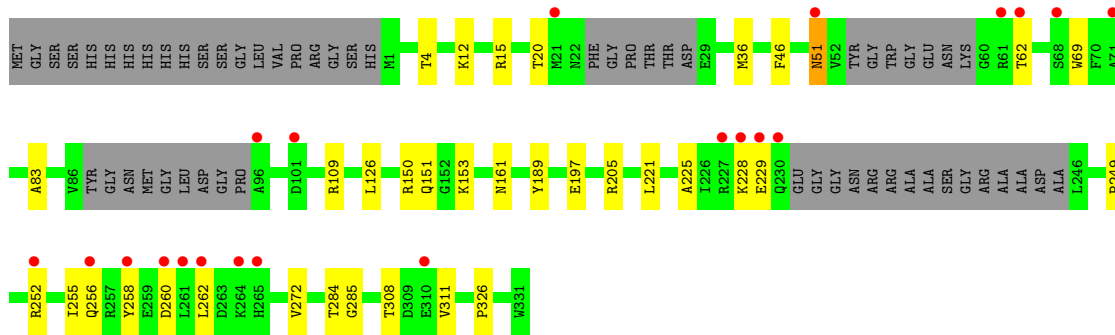 MET GLY SER SER HIS HIS HIS HIS HIS HIS SER SER GLY LEU VAL PRO ARG GLY SER HIS M1 T4 K12 R15 T20 M21 N22 PHE GLY PRO THR THR ASP E29 M36 F46 N51 V52 TYR GLY TRP GLY GLU ASN LYS G60 R61 T62 S68 W69 F70 A71
A83 V86 TYR GLY ASN MET GLY LEU ASP GLY PRO A96 D101 R109 L126 R150 Q151 G152 K153 N161 Y189 E197 R205 L221 A225 I226 R227 K228 E229 Q230 GLU GLY GLY ASN ARG ARG ALA ALA SER GLY ARG ALA ALA ASP ALA L246
R252 I255 Q256 R257 Y258 E259 D260 L261 L262 D263 K264 H265 V272 T284 G285 T308 D309 E310 V311 P326 W331